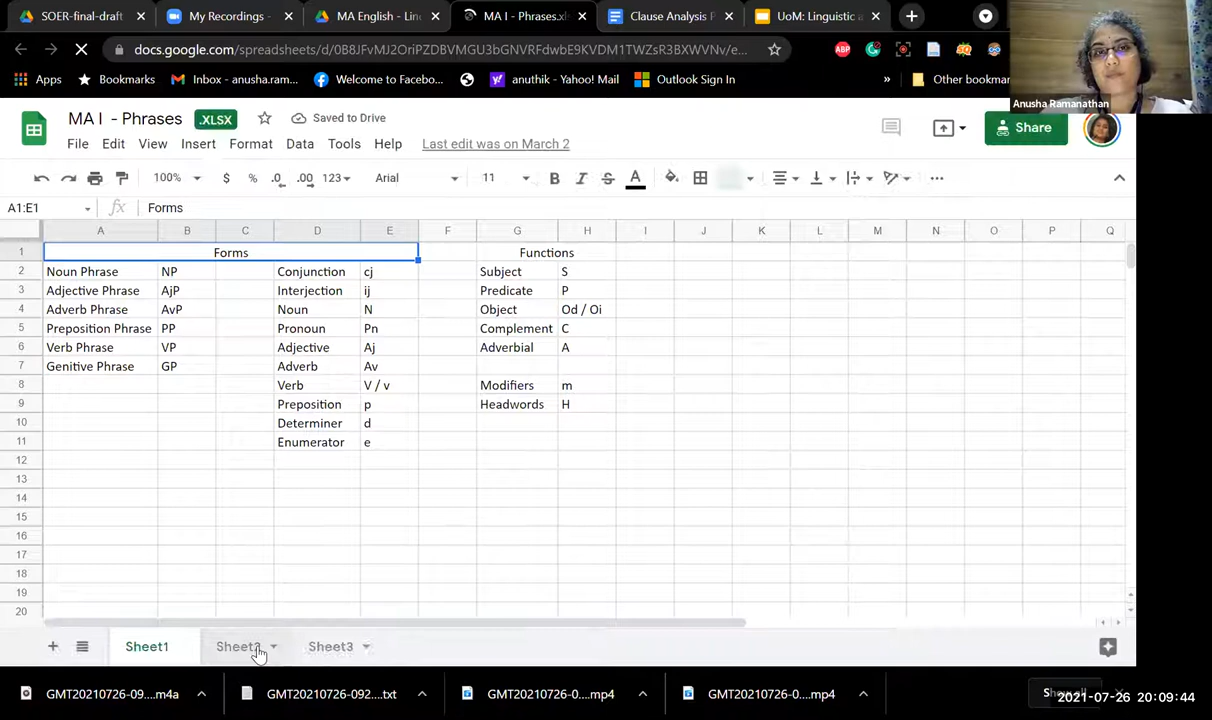 SOER-final-draft
My Recordings -
MA English - Lin
MA I - Phrases.xls
Clause Analysis P
UoM: Linguistic a
docs.google.com/spreadsheets/d/0B8JFvMJ2OriPZDBVMGU3bGNVRFdwbE9KVDM1TWZsR3BXWVNv/e...
ABP
Apps
Bookmarks
Inbox - anusha.ram...
Welcome to Facebo...
anuthik - Yahoo! Mail
Outlook Sign In
»
Other bookmar
Anusha Ramanathan
MA I - Phrases
.XLSX
Saved to Drive
Share
File Edit View Insert Format Data Tools Help
Last edit was on March 2
100% $ % .0 .00 123 Arial 11 B I S A
A1:E1 fx Forms
A B C D E F G H I J K L M N O P Q
1 Forms Functions
2 Noun Phrase NP Conjunction cj Subject S
3 Adjective Phrase AjP Interjection ij Predicate P
4 Adverb Phrase AvP Noun N Object Od / Oi
5 Preposition Phrase PP Pronoun Pn Complement C
6 Verb Phrase VP Adjective Aj Adverbial A
7 Genitive Phrase GP Adverb Av
8 Verb V / v Modifiers m
9 Preposition p Headwords H
10 Determiner d
11 Enumerator e
12
13
14
15
16
17
18
19
20
Sheet1 Sheet2 Sheet3
GMT20210726-09....m4a
GMT20210726-092....txt
GMT20210726-0....mp4
GMT20210726-0....mp4
2021-07-26 20:09:44